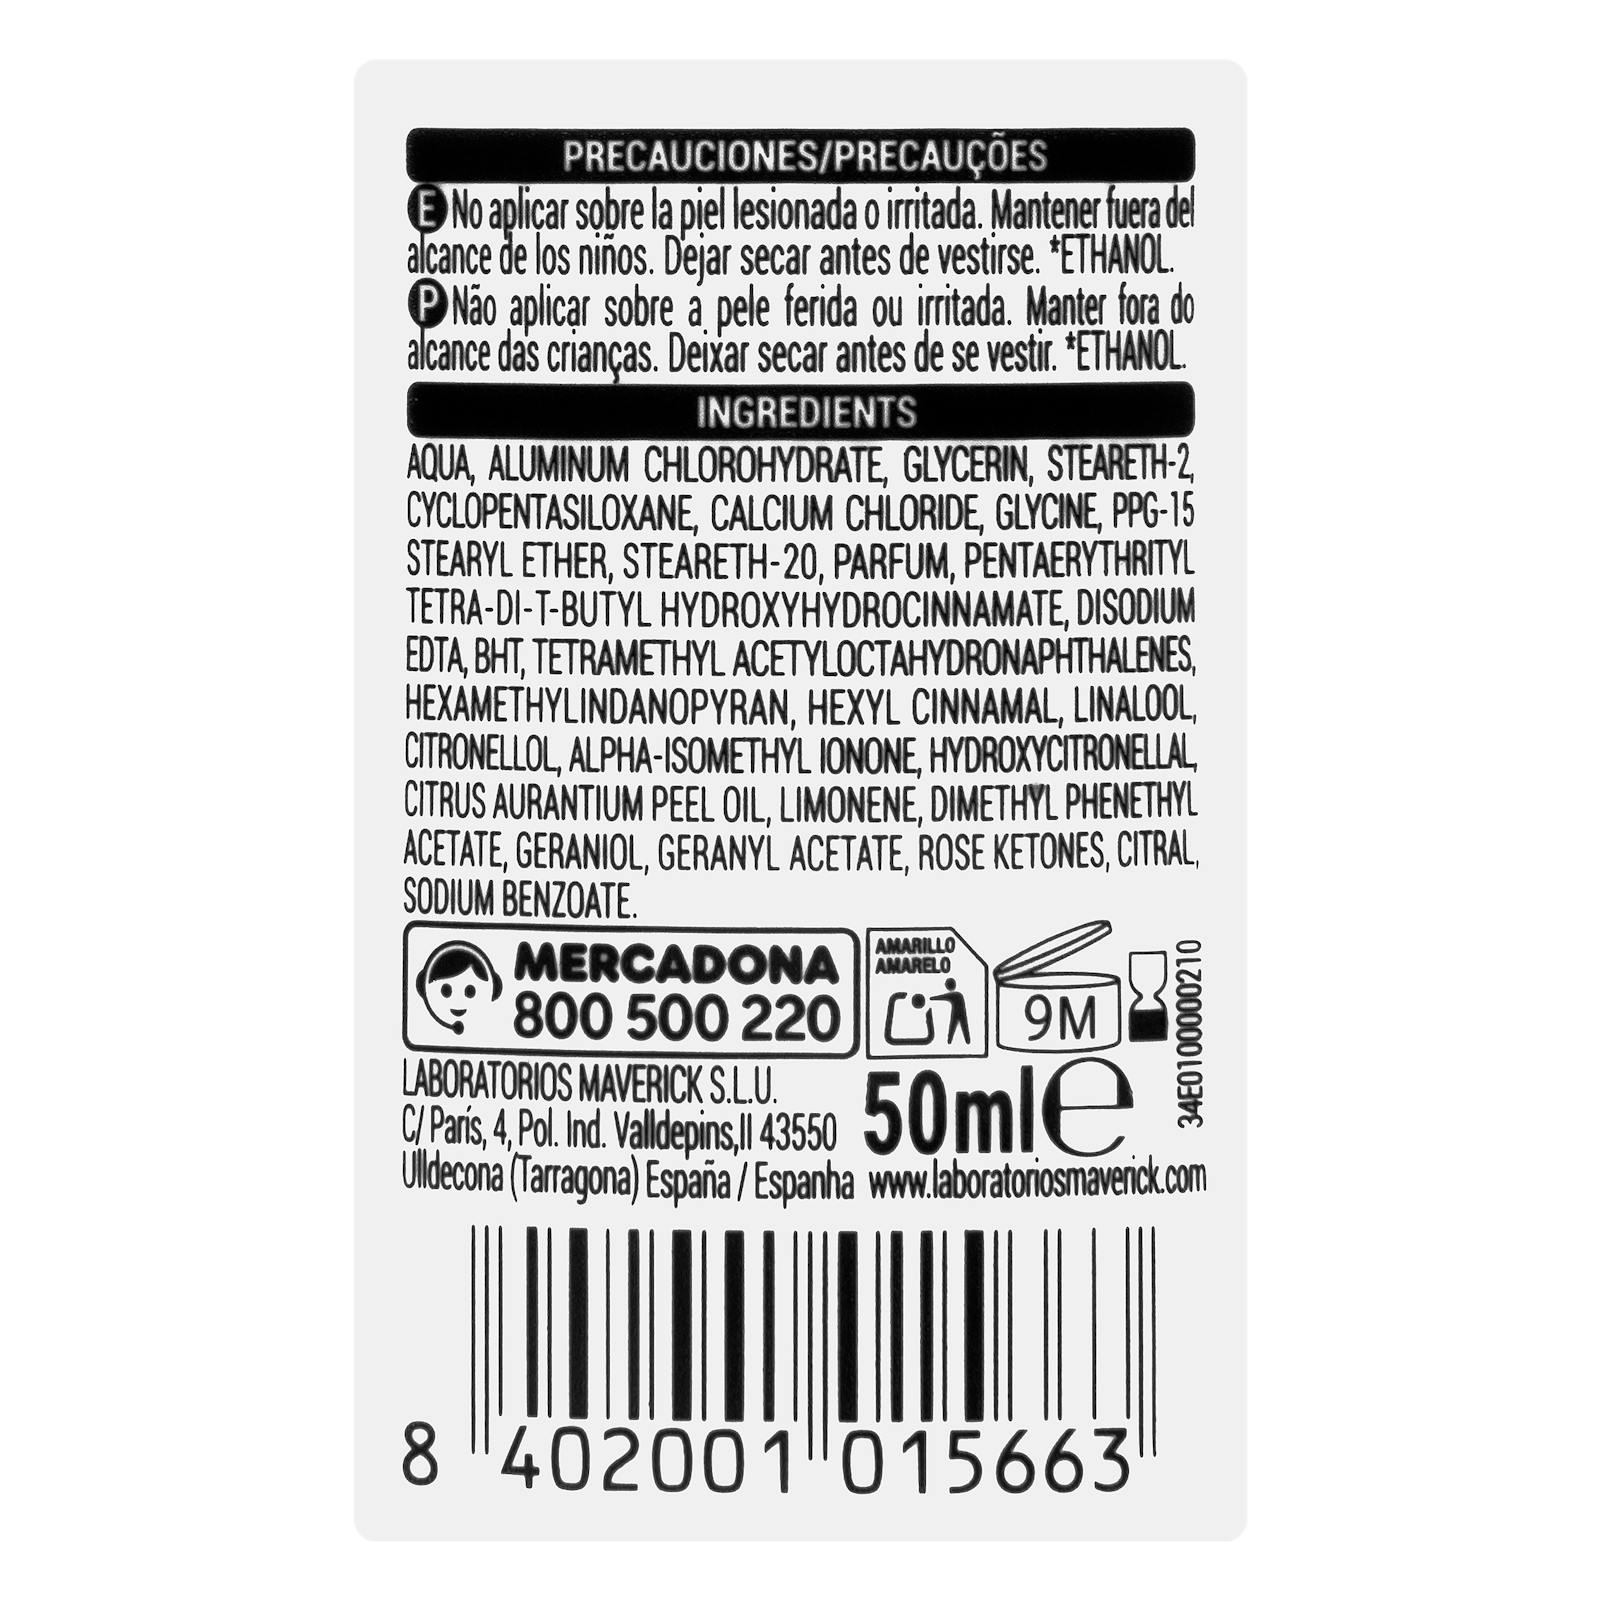 PRECAUCIONES/PRECAUÇÕES
E No aplicar sobre la piel lesionada o irritada. Mantener fuera del
alcance de los niños. Dejar secar antes de vestirse. *ETHANOL.
P Não aplicar sobre a pele ferida ou irritada. Manter fora do
alcance das crianças. Deixar secar antes de se vestir. *ETHANOL.
INGREDIENTS
AQUA, ALUMINUM CHLOROHYDRATE, GLYCERIN, STEARETH-2,
CYCLOPENTASILOXANE, CALCIUM CHLORIDE, GLYCINE, PPG-15
STEARYL ETHER, STEARETH-20, PARFUM, PENTAERYTHRITYL
TETRA-DI-T-BUTYL HYDROXYHYDROCINNAMATE, DISODIUM
EDTA, BHT, TETRAMETHYL ACETYLOCTAHYDRONAPHTHALENES,
HEXAMETHYLINDANOPYRAN, HEXYL CINNAMAL, LINALOOL,
CITRONELLOL, ALPHA-ISOMETHYL IONONE, HYDROXYCITRONELLAL,
CITRUS AURANTIUM PEEL OIL, LIMONENE, DIMETHYL PHENETHYL
ACETATE, GERANIOL, GERANYL ACETATE, ROSE KETONES, CITRAL,
SODIUM BENZOATE.
MERCADONA
800 500 220
AMARILLO
AMARELO
9M
34E0100000210
LABORATORIOS MAVERICK S.L.U.
C/ París, 4, Pol. Ind. Valldepins,II 43550
Ulldecona (Tarragona) España / Espanha
50ml e
www.laboratoriosmaverick.com
8 402001 015663